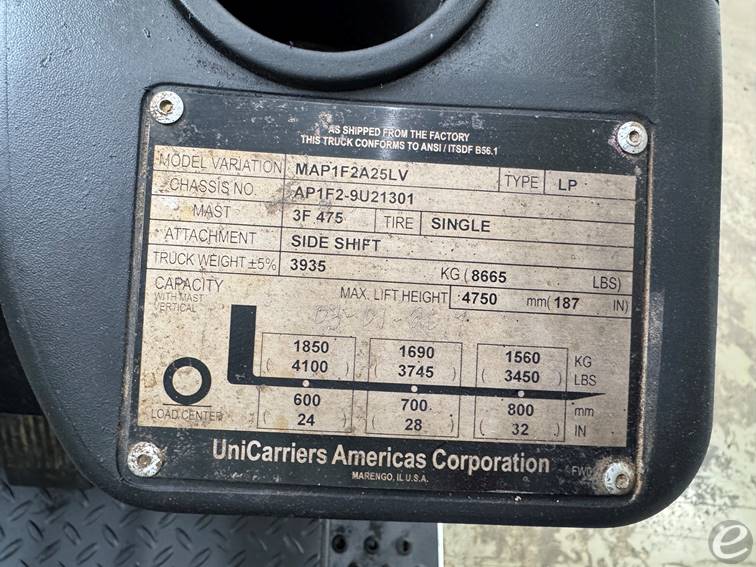 AS SHIPPED FROM THE FACTORY
THIS TRUCK CONFORMS TO ANSI / ITSDF B56.1
MODEL VARIATION MAP1F2A25LV TYPE LP
CHASSIS NO. AP1F2-9U21301
MAST 3F 475 TIRE SINGLE
ATTACHMENT SIDE SHIFT
TRUCK WEIGHT ±5% 3935 KG ( 8665 LBS)
CAPACITY MAX. LIFT HEIGHT 4750 mm( 187 IN)
WITH MAST
VERTICAL
1850 1690 1560 KG
( 4100 ) ( 3745 ) ( 3450 ) LBS
600 700 800 mm
LOAD CENTER ( 24 ) ( 28 ) ( 32 ) IN
UniCarriers Americas Corporation
MARENGO, IL U.S.A.
e